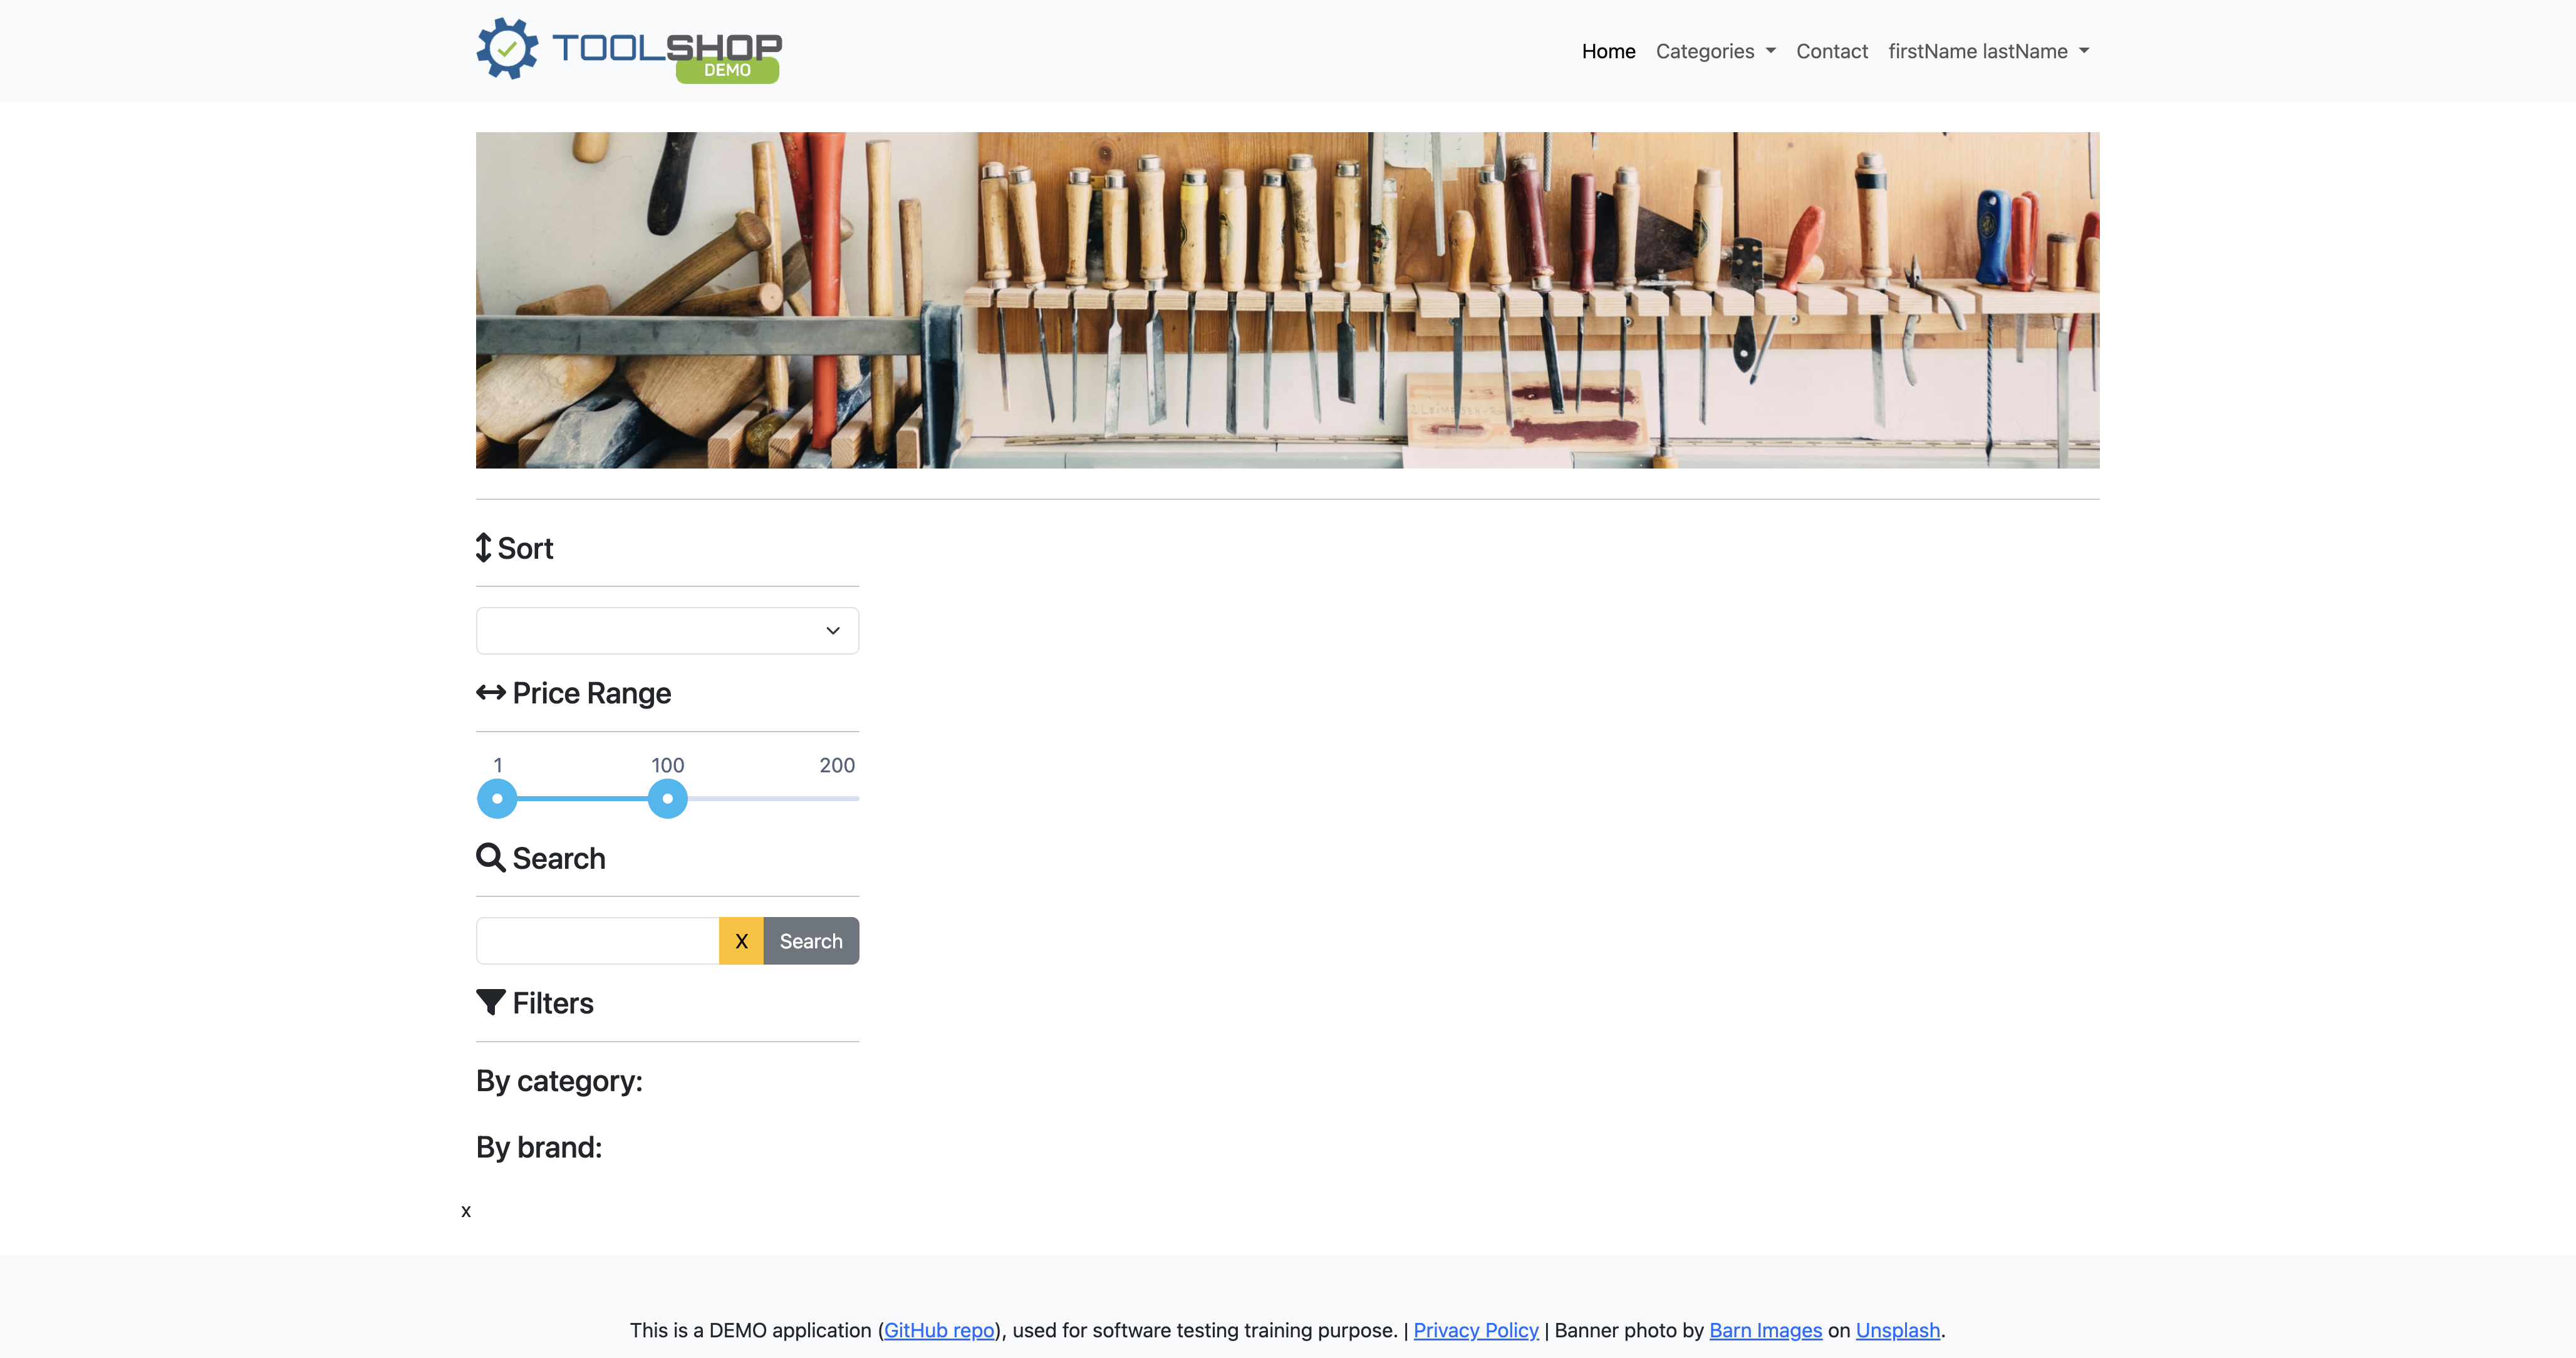 TOOLSHOP
DEMO
Home Categories Contact firstName lastName
Sort
Price Range
1 100 200
Search
X Search
Filters
By category:
By brand:
x
This is a DEMO application (GitHub repo), used for software testing training purpose. | Privacy Policy | Banner photo by Barn Images on Unsplash.